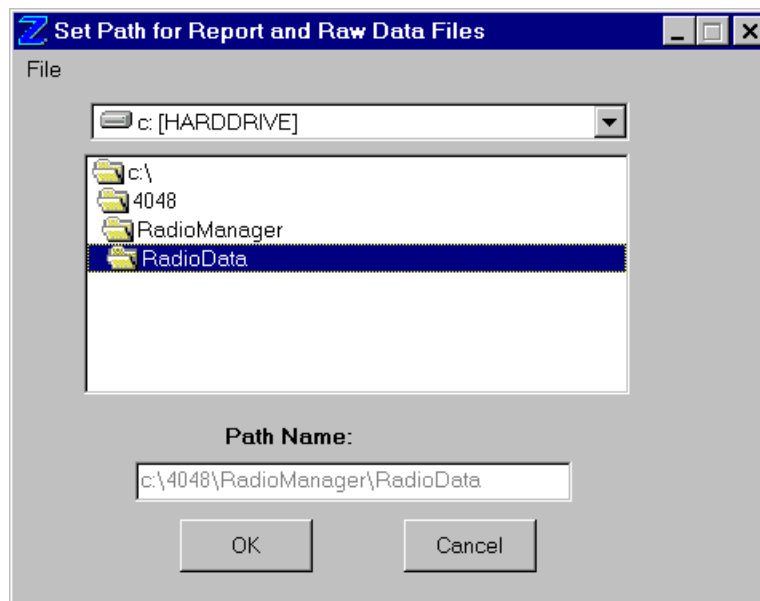 Set Path for Report and Raw Data Files
File
c: [HARDDRIVE]
c:\
4048
RadioManager
RadioData
Path Name:
c:\4048\RadioManager\RadioData
OK Cancel